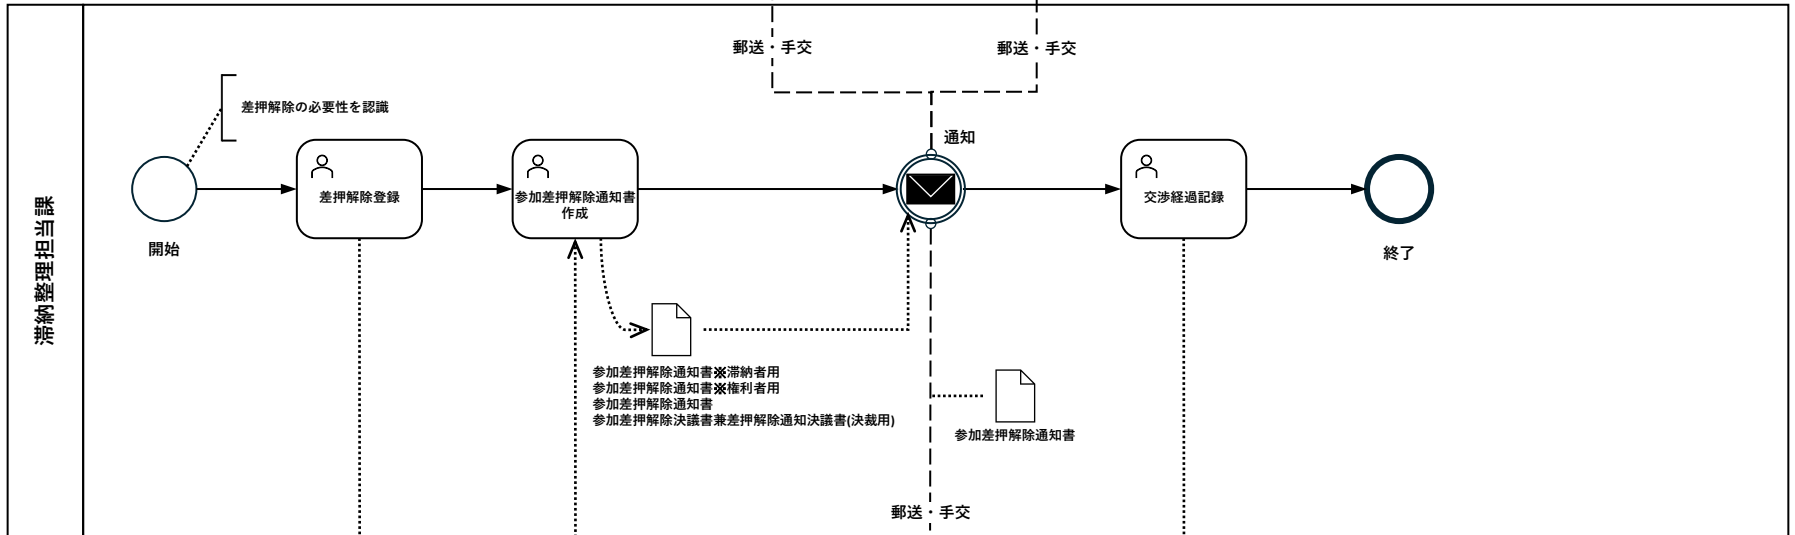 郵送・手交
郵送・手交
差押解除の必要性を認識
通知
差押解除登録
参加差押解除通知書
作成
交渉経過記録
開始
終了
滞納整理担当課
参加差押解除通知書※滞納者用
参加差押解除通知書※権利者用
参加差押解除通知書
参加差押解除決議書兼差押解除通知決議書(決裁用)
参加差押解除通知書
郵送・手交